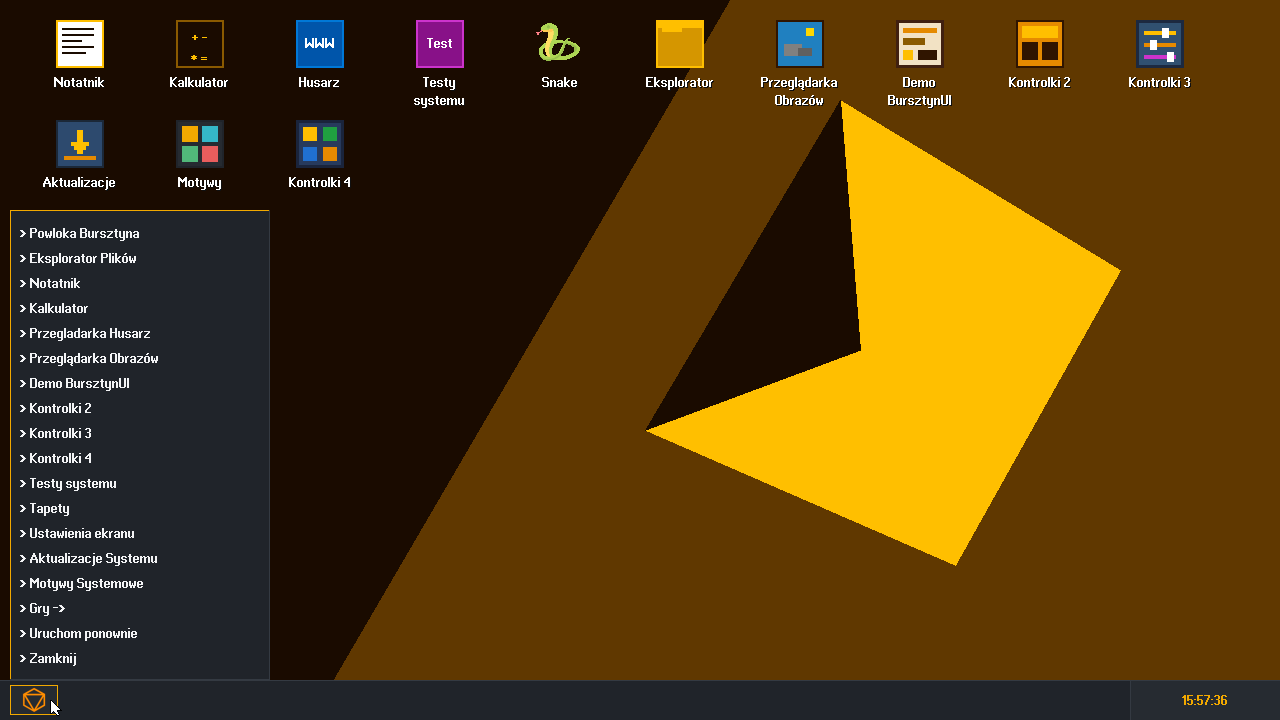 Notatnik
+ -
* =
Kalkulator
WWW
Husarz
Test
Testy
systemu
Snake
Eksplorator
Przeglądarka
Obrazów
Demo
BursztynUI
Kontrolki 2
Kontrolki 3
Aktualizacje
Motywy
Kontrolki 4
> Powloka Bursztyna
> Eksplorator Plików
> Notatnik
> Kalkulator
> Przegladarka Husarz
> Przeglądarka Obrazów
> Demo BursztynUI
> Kontrolki 2
> Kontrolki 3
> Kontrolki 4
> Testy systemu
> Tapety
> Ustawienia ekranu
> Aktualizacje Systemu
> Motywy Systemowe
> Gry ->
> Uruchom ponownie
> Zamknij
15:57:36